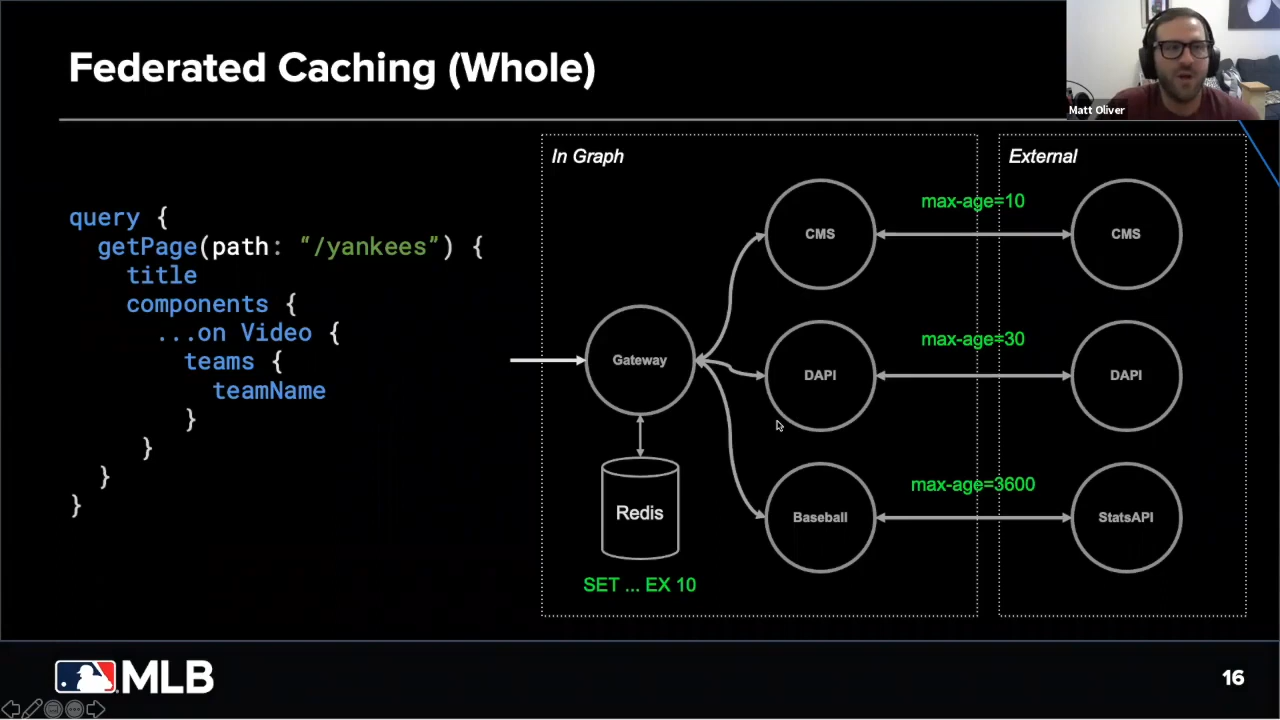 Federated Caching (Whole)
Matt Oliver
query {
getPage(path: “/yankees”) {
title
components {
...on Video {
teams {
teamName
}
}
}
}
In Graph
External
CMS
max-age=10
CMS
Gateway
DAPI
max-age=30
DAPI
Redis
SET ... EX 10
Baseball
max-age=3600
StatsAPI
MLB
16